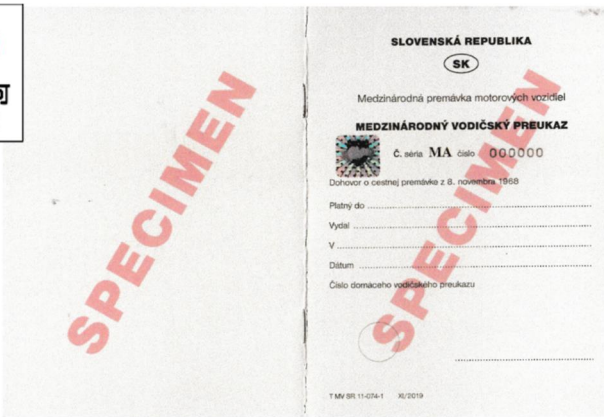 SPECIMEN
SLOVENSKÁ REPUBLIKA
SK
Medzinárodná premávka motorových vozidiel
MEDZINÁRODNÝ VODIČSKÝ PREUKAZ
Č. séria MA číslo 000000
Dohovor o cestnej premávke z 8. novembra 1968
Platný do
Vydal
V
Dátum
Číslo domáceho vodičského preukazu
SPECIMEN
T MV SR 11-074-1 XI/2019